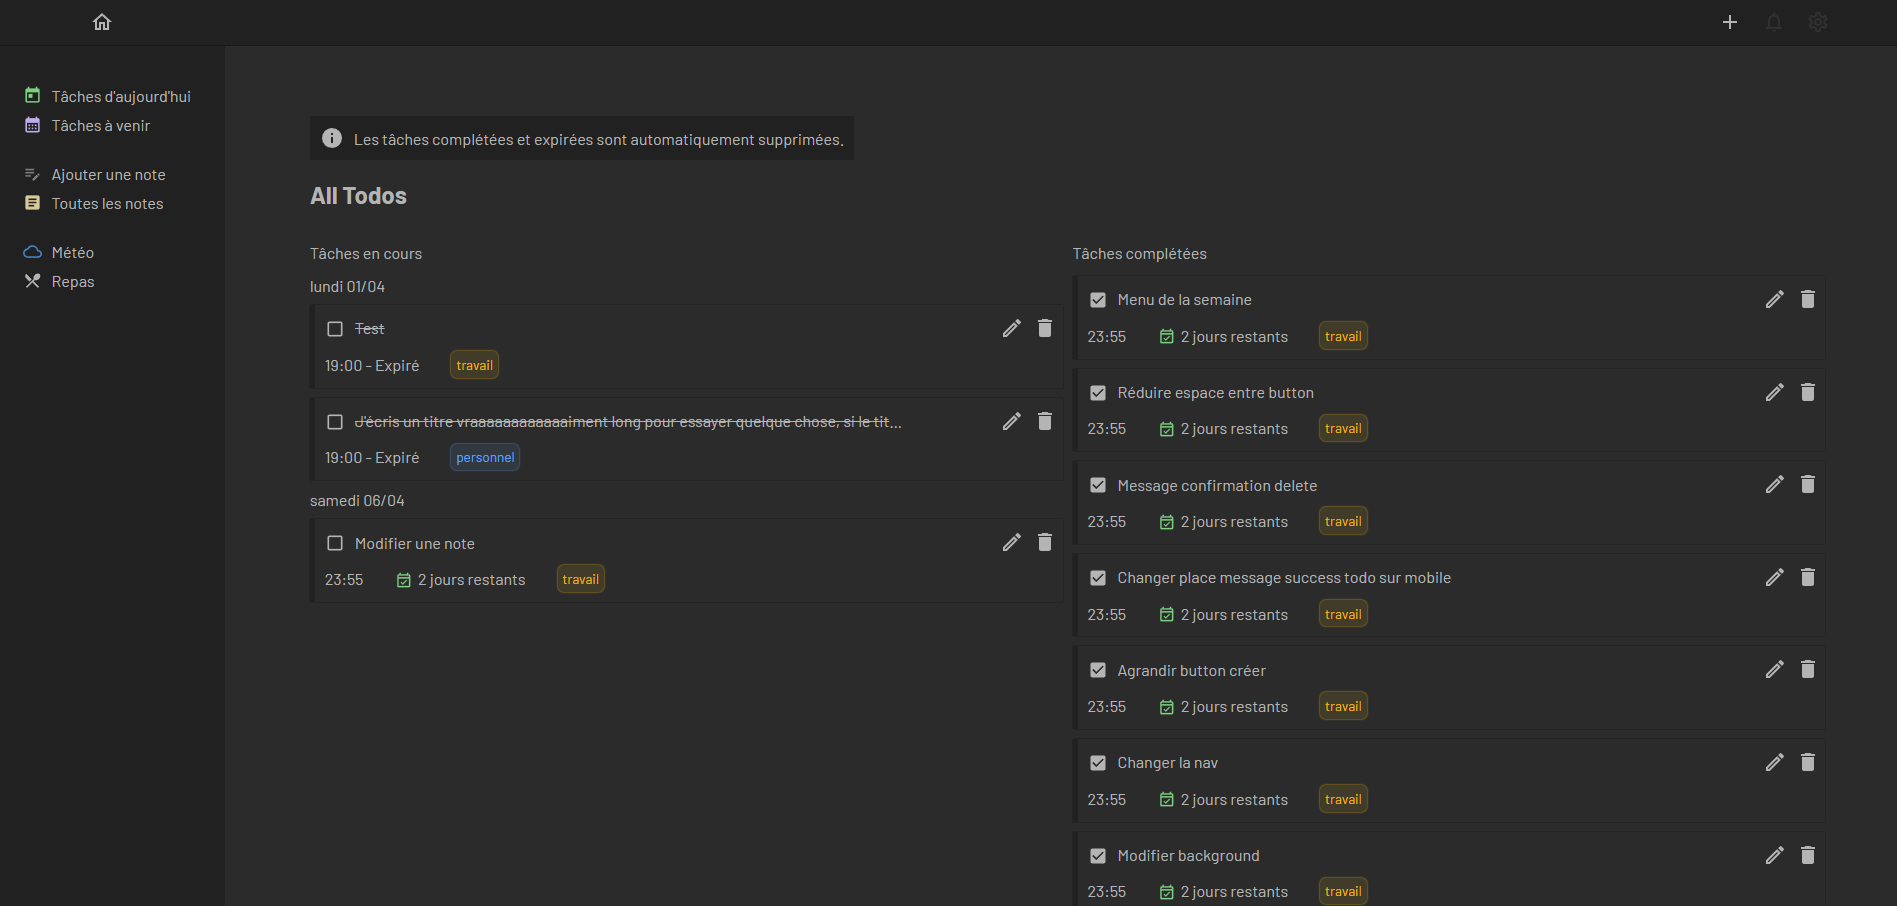 Tâches d'aujourd'hui
Tâches à venir
Ajouter une note
Toutes les notes
Météo
Repas
Les tâches complétées et expirées sont automatiquement supprimées.
All Todos
Tâches en cours
lundi 01/04
Test
19:00 - Expiré travail
J'écris un titre vraaaaaaaaaaaaiment long pour essayer quelque chose, si le tit...
19:00 - Expiré personnel
samedi 06/04
Modifier une note
23:55 2 jours restants travail
Tâches complétées
Menu de la semaine
23:55 2 jours restants travail
Réduire espace entre button
23:55 2 jours restants travail
Message confirmation delete
23:55 2 jours restants travail
Changer place message success todo sur mobile
23:55 2 jours restants travail
Agrandir button créer
23:55 2 jours restants travail
Changer la nav
23:55 2 jours restants travail
Modifier background
23:55 2 jours restants travail